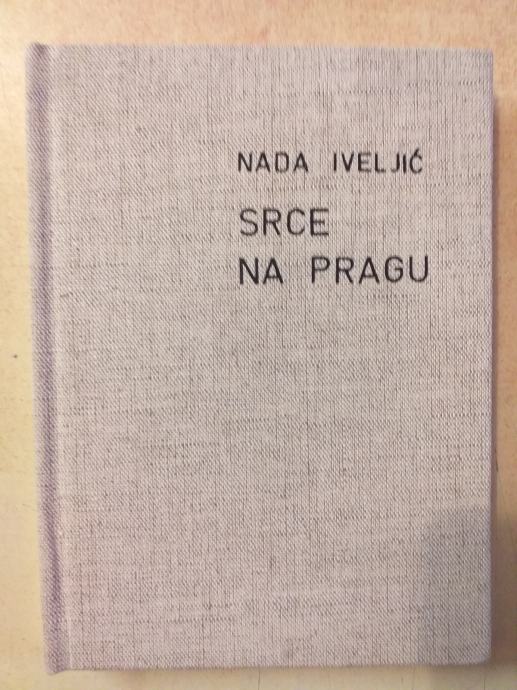 NADA IVELJIĆ
SRCE
NA PRAGU